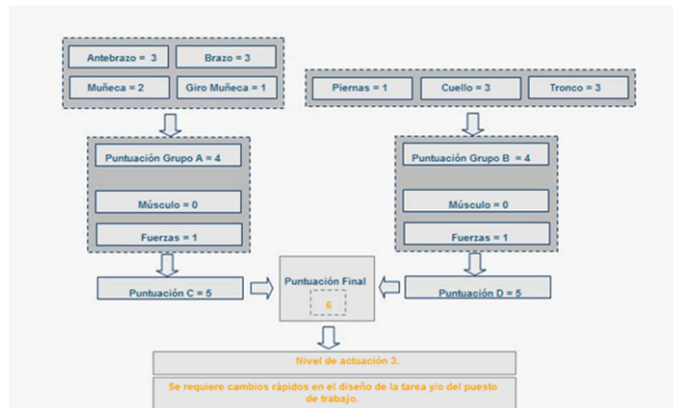 Antebrazo = 3
Brazo = 3
Muñeca = 2
Giro Muñeca = 1
Piernas = 1
Cuello = 3
Tronco = 3
Puntuación Grupo A = 4
Músculo = 0
Fuerzas = 1
Puntuación C = 5
Puntuación Grupo B = 4
Músculo = 0
Fuerzas = 1
Puntuación D = 5
Puntuación Final
6
Nivel de actuación 3.
Se requiere cambios rápidos en el diseño de la tarea y/o del puesto
de trabajo.